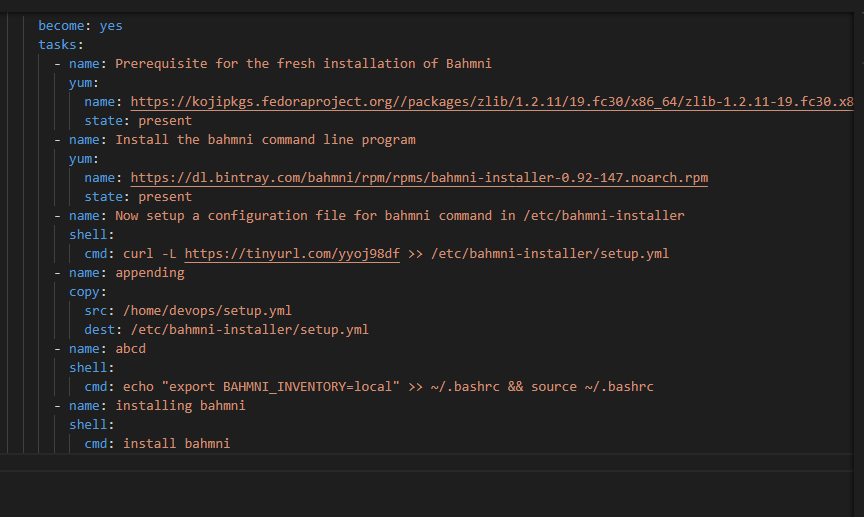 become: yes
tasks:
- name: Prerequisite for the fresh installation of Bahmni
yum:
name: https://kojipkgs.fedoraproject.org//packages/zlib/1.2.11/19.fc30/x86_64/zlib-1.2.11-19.fc30.x8
state: present
- name: Install the bahmni command line program
yum:
name: https://dl.bintray.com/bahmni/rpm/rpms/bahmni-installer-0.92-147.noarch.rpm
state: present
- name: Now setup a configuration file for bahmni command in /etc/bahmni-installer
shell:
cmd: curl -L https://tinyurl.com/yyoj98df >> /etc/bahmni-installer/setup.yml
- name: appending
copy:
src: /home/devops/setup.yml
dest: /etc/bahmni-installer/setup.yml
- name: abcd
shell:
cmd: echo "export BAHMNI_INVENTORY=local" >> ~/.bashrc && source ~/.bashrc
- name: installing bahmni
shell:
cmd: install bahmni